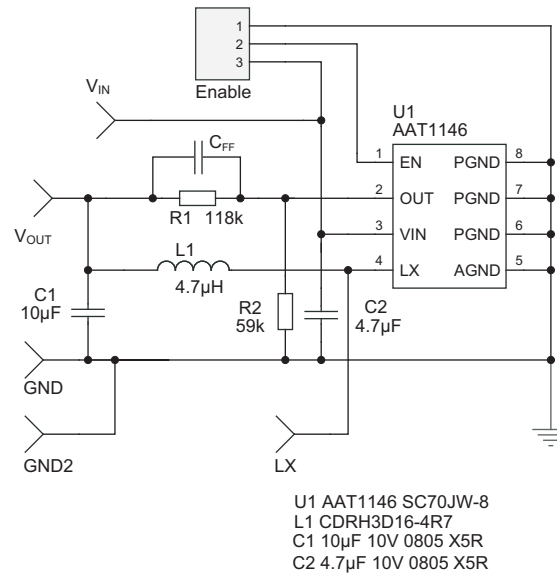 1
2
3
Enable
V_IN
U1
AAT1146
C_FF
1 EN PGND 8
2 OUT PGND 7
3 VIN PGND 6
4 LX AGND 5
R1 118k
V_OUT
L1
4.7µH
C1
10µF
R2
59k
C2
4.7µF
GND
GND2
LX
U1 AAT1146 SC70JW-8
L1 CDRH3D16-4R7
C1 10µF 10V 0805 X5R
C2 4.7µF 10V 0805 X5R